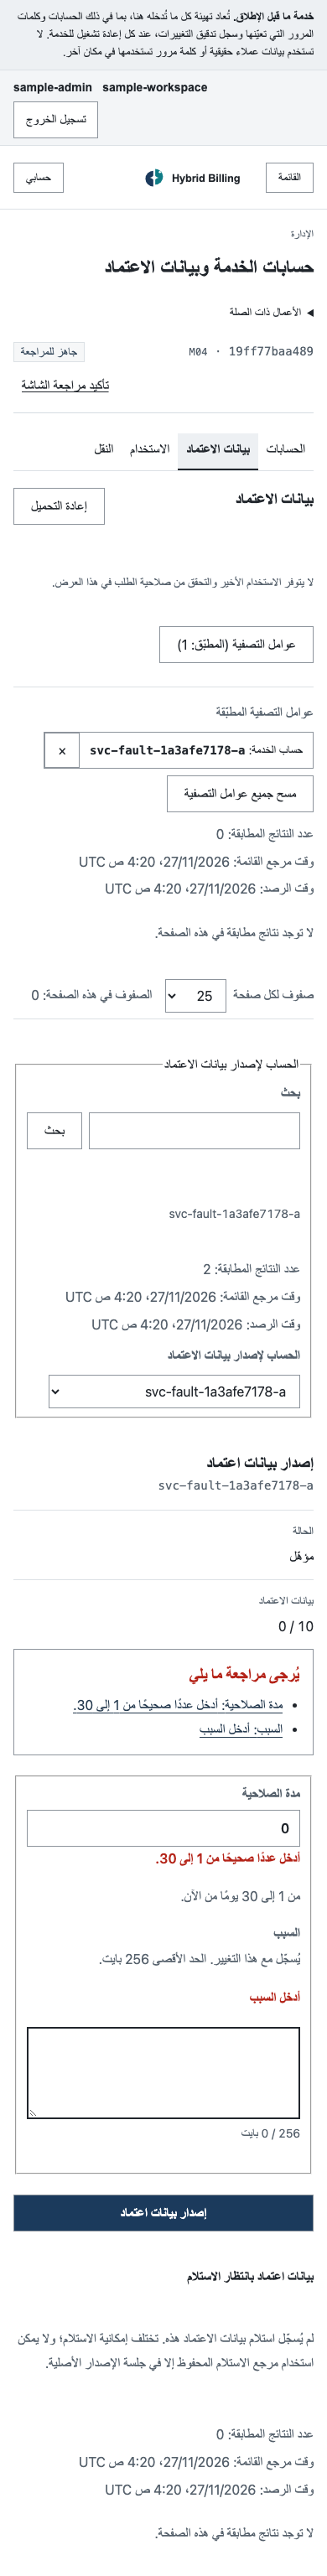 خدمة ما قبل الإطلاق. تُعاد تهيئة كل ما تُدخله هنا، بما في ذلك الحسابات وكلمات
المرور التي تعيّنها وسجل تدقيق التغييرات، عند كل إعادة تشغيل للخدمة. لا
تستخدم بيانات عملاء حقيقية أو كلمة مرور تستخدمها في مكان آخر.
sample-admin sample-workspace
تسجيل الخروج
القائمة
Hybrid Billing
حسابي
الإدارة
حسابات الخدمة وبيانات الاعتماد
◀ الأعمال ذات الصلة
M04 · 19ff77baa489
جاهز للمراجعة
تأكيد مراجعة الشاشة
الحسابات
بيانات الاعتماد
الاستخدام
النقل
بيانات الاعتماد
إعادة التحميل
لا يتوفر الاستخدام الأخير والتحقق من صلاحية الطلب في هذا العرض.
عوامل التصفية (المطبّق: 1)
عوامل التصفية المطبّقة
حساب الخدمة: svc-fault-1a3afe7178-a ×
مسح جميع عوامل التصفية
عدد النتائج المطابقة: 0
وقت مرجع القائمة: 27/11/2026، 4:20 ص UTC
وقت الرصد: 27/11/2026، 4:20 ص UTC
لا توجد نتائج مطابقة في هذه الصفحة.
صفوف لكل صفحة 25 الصفوف في هذه الصفحة: 0
الحساب لإصدار بيانات الاعتماد
بحث
بحث
svc-fault-1a3afe7178-a
عدد النتائج المطابقة: 2
وقت مرجع القائمة: 27/11/2026، 4:20 ص UTC
وقت الرصد: 27/11/2026، 4:20 ص UTC
الحساب لإصدار بيانات الاعتماد
svc-fault-1a3afe7178-a
إصدار بيانات اعتماد
svc-fault-1a3afe7178-a
الحالة
مؤهّل
بيانات الاعتماد
0 / 10
يُرجى مراجعة ما يلي
• مدة الصلاحية: أدخل عددًا صحيحًا من 1 إلى 30.
• السبب: أدخل السبب
مدة الصلاحية
0
أدخل عددًا صحيحًا من 1 إلى 30.
من 1 إلى 30 يومًا من الآن.
السبب
يُسجّل مع هذا التغيير. الحد الأقصى 256 بايت.
أدخل السبب
256 / 0 بايت
إصدار بيانات اعتماد
بيانات اعتماد بانتظار الاستلام
لم يُسجّل استلام بيانات الاعتماد هذه. تختلف إمكانية الاستلام؛ ولا يمكن
استخدام مرجع الاستلام المحفوظ إلا في جلسة الإصدار الأصلية.
عدد النتائج المطابقة: 0
وقت مرجع القائمة: 27/11/2026، 4:20 ص UTC
وقت الرصد: 27/11/2026، 4:20 ص UTC
لا توجد نتائج مطابقة في هذه الصفحة.